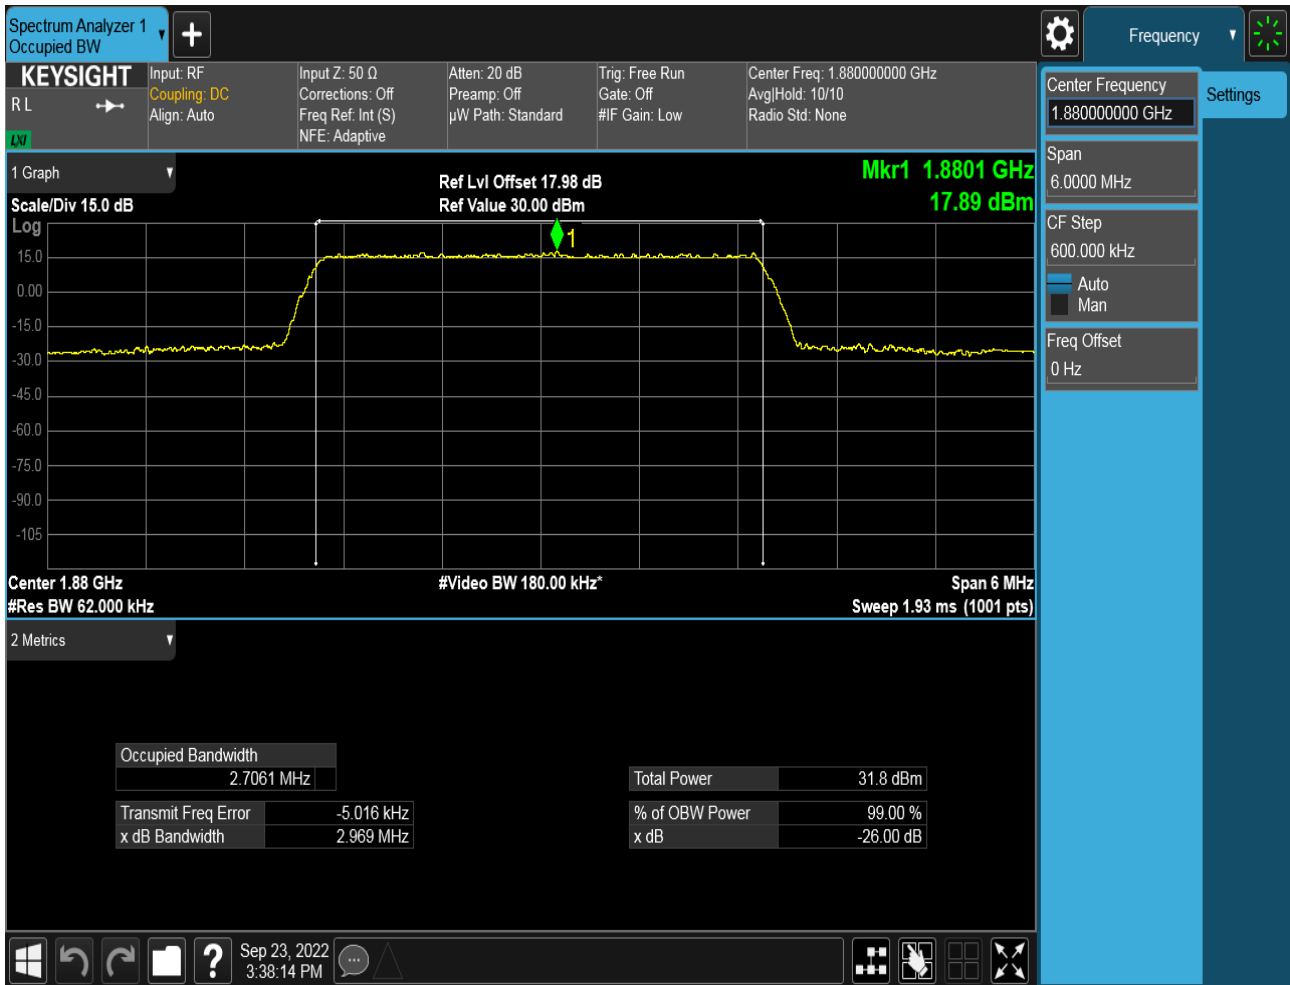 Spectrum Analyzer 1
Occupied BW
Frequency
KEYSIGHT
R L
LXI
Input: RF
Coupling: DC
Align: Auto
Input Z: 50 Ω
Corrections: Off
Freq Ref: Int (S)
NFE: Adaptive
Atten: 20 dB
Preamp: Off
µW Path: Standard
Trig: Free Run
Gate: Off
#IF Gain: Low
Center Freq: 1.880000000 GHz
Avg|Hold: 10/10
Radio Std: None
Center Frequency
1.880000000 GHz
Settings
Span
6.0000 MHz
CF Step
600.000 kHz
Auto
Man
Freq Offset
0 Hz
1 Graph
Scale/Div 15.0 dB
Ref Lvl Offset 17.98 dB
Ref Value 30.00 dBm
Mkr1 1.8801 GHz
17.89 dBm
Log
1
15.0
0.00
-15.0
-30.0
-45.0
-60.0
-75.0
-90.0
-105
Center 1.88 GHz
#Res BW 62.000 kHz
#Video BW 180.00 kHz*
Span 6 MHz
Sweep 1.93 ms (1001 pts)
2 Metrics
Occupied Bandwidth
2.7061 MHz
Transmit Freq Error -5.016 kHz
x dB Bandwidth 2.969 MHz
Total Power 31.8 dBm
% of OBW Power 99.00 %
x dB -26.00 dB
?
Sep 23, 2022
3:38:14 PM